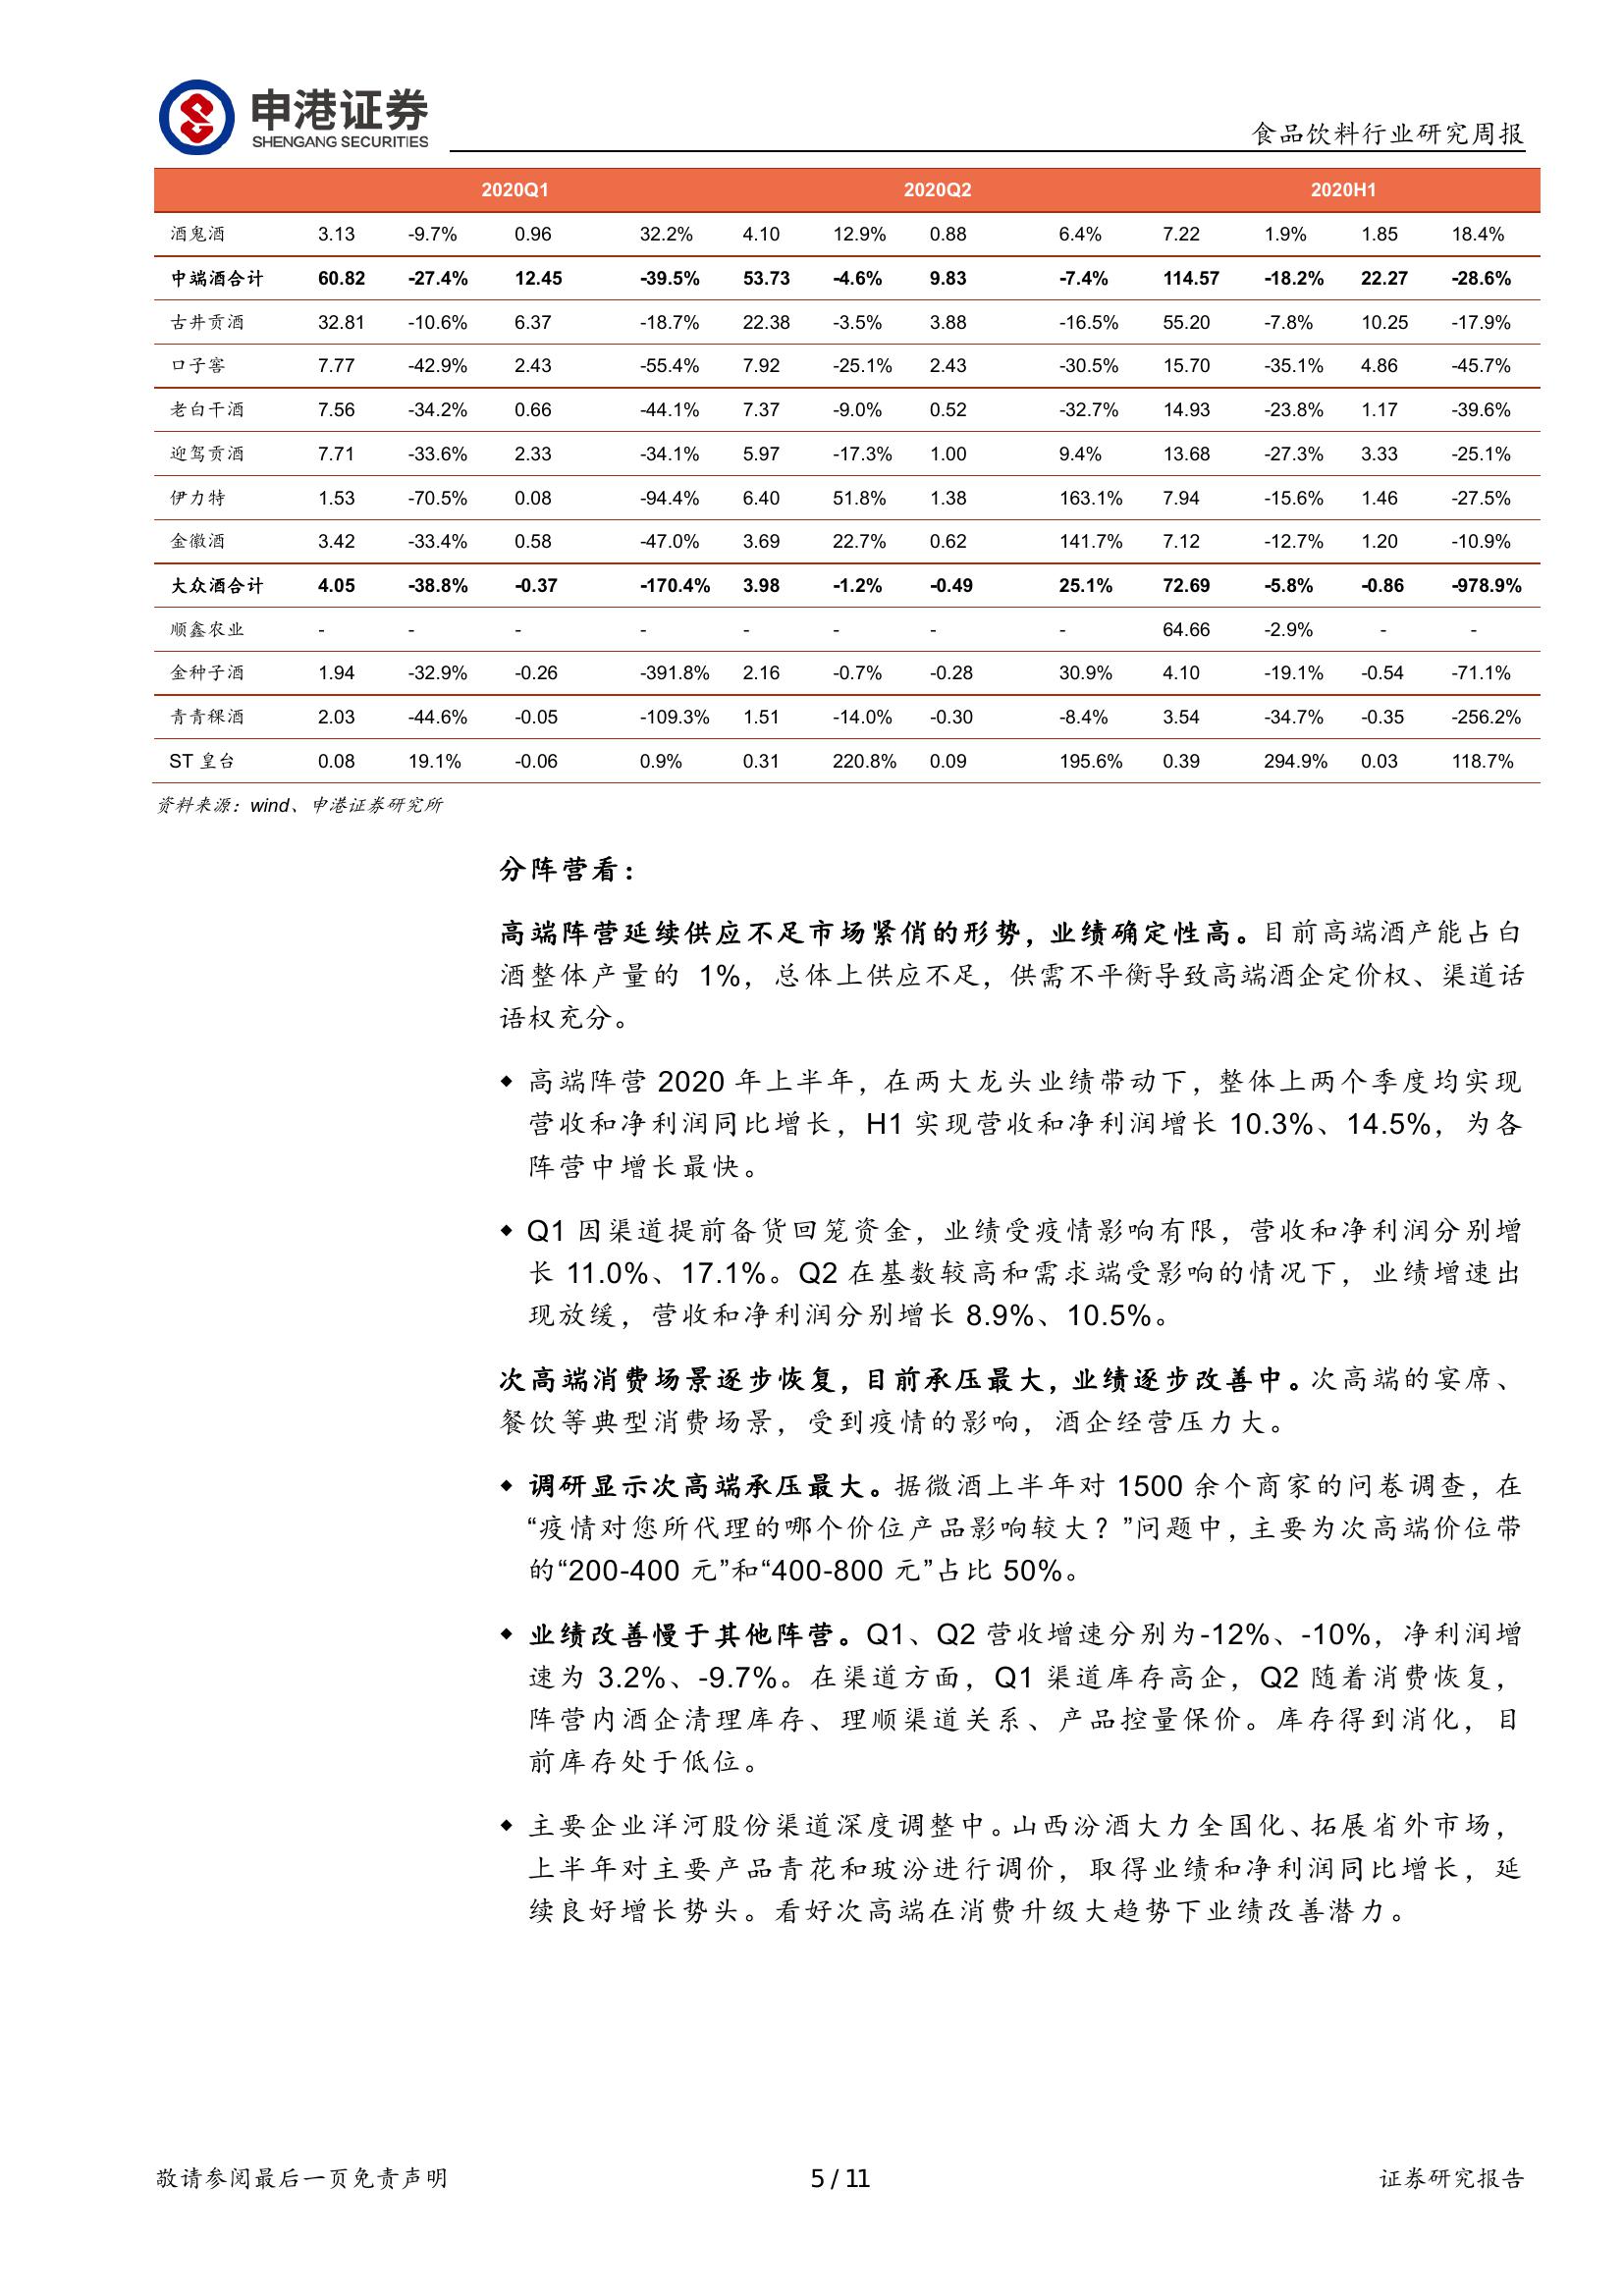 申港证券
SHENGANG SECURITIES
食品饮料行业研究周报
2020Q1 2020Q2 2020H1
酒鬼酒 3.13 -9.7% 0.96 32.2% 4.10 12.9% 0.88 6.4% 7.22 1.9% 1.85 18.4%
中端酒合计 60.82 -27.4% 12.45 -39.5% 53.73 -4.6% 9.83 -7.4% 114.57 -18.2% 22.27 -28.6%
古井贡酒 32.81 -10.6% 6.37 -18.7% 22.38 -3.5% 3.88 -16.5% 55.20 -7.8% 10.25 -17.9%
口子窖 7.77 -42.9% 2.43 -55.4% 7.92 -25.1% 2.43 -30.5% 15.70 -35.1% 4.86 -45.7%
老白干酒 7.56 -34.2% 0.66 -44.1% 7.37 -9.0% 0.52 -32.7% 14.93 -23.8% 1.17 -39.6%
迎驾贡酒 7.71 -33.6% 2.33 -34.1% 5.97 -17.3% 1.00 9.4% 13.68 -27.3% 3.33 -25.1%
伊力特 1.53 -70.5% 0.08 -94.4% 6.40 51.8% 1.38 163.1% 7.94 -15.6% 1.46 -27.5%
金徽酒 3.42 -33.4% 0.58 -47.0% 3.69 22.7% 0.62 141.7% 7.12 -12.7% 1.20 -10.9%
大众酒合计 4.05 -38.8% -0.37 -170.4% 3.98 -1.2% -0.49 25.1% 72.69 -5.8% -0.86 -978.9%
顺鑫农业 - - - - - - - - 64.66 -2.9% - -
金种子酒 1.94 -32.9% -0.26 -391.8% 2.16 -0.7% -0.28 30.9% 4.10 -19.1% -0.54 -71.1%
青青稞酒 2.03 -44.6% -0.05 -109.3% 1.51 -14.0% -0.30 -8.4% 3.54 -34.7% -0.35 -256.2%
ST 皇台 0.08 19.1% -0.06 0.9% 0.31 220.8% 0.09 195.6% 0.39 294.9% 0.03 118.7%
资料来源：wind、申港证券研究所
分阵营看：
高端阵营延续供应不足市场紧俏的形势，业绩确定性高。目前高端酒产能占白
酒整体产量的 1%，总体上供应不足，供需不平衡导致高端酒企定价权、渠道话
语权充分。
◆ 高端阵营 2020 年上半年，在两大龙头业绩带动下，整体上两个季度均实现
营收和净利润同比增长，H1 实现营收和净利润增长 10.3%、14.5%，为各
阵营中增长最快。
◆ Q1 因渠道提前备货回笼资金，业绩受疫情影响有限，营收和净利润分别增
长 11.0%、17.1%。Q2 在基数较高和需求端受影响的情况下，业绩增速出
现放缓，营收和净利润分别增长 8.9%、10.5%。
次高端消费场景逐步恢复，目前承压最大，业绩逐步改善中。次高端的宴席、
餐饮等典型消费场景，受到疫情的影响，酒企经营压力大。
◆ 调研显示次高端承压最大。据微酒上半年对 1500 余个商家的问卷调查，在
“疫情对您所代理的哪个价位产品影响较大？”问题中，主要为次高端价位带
的“200-400 元”和“400-800 元”占比 50%。
◆ 业绩改善慢于其他阵营。Q1、Q2 营收增速分别为-12%、-10%，净利润增
速为 3.2%、-9.7%。在渠道方面，Q1 渠道库存高企，Q2 随着消费恢复，
阵营内酒企清理库存、理顺渠道关系、产品控量保价。库存得到消化，目
前库存处于低位。
◆ 主要企业洋河股份渠道深度调整中。山西汾酒大力全国化、拓展省外市场，
上半年对主要产品青花和玻汾进行调价，取得业绩和净利润同比增长，延
续良好增长势头。看好次高端在消费升级大趋势下业绩改善潜力。
敬请参阅最后一页免责声明 5 / 11 证券研究报告